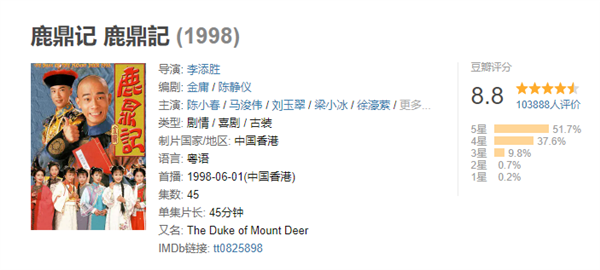 鹿鼎记 鹿鼎記 (1998)
鹿鼎記
导演: 李添胜
编剧: 金庸 / 陈静仪
主演: 陈小春 / 马浚伟 / 刘玉翠 / 梁小冰 / 徐濠萦 / 更多...
类型: 剧情 / 喜剧 / 古装
制片国家/地区: 中国香港
语言: 粤语
首播: 1998-06-01(中国香港)
集数: 45
单集片长: 45分钟
又名: The Duke of Mount Deer
IMDb链接: tt0825898
豆瓣评分
8.8
103888人评价
5星 51.7%
4星 37.6%
3星 9.8%
2星 0.7%
1星 0.2%